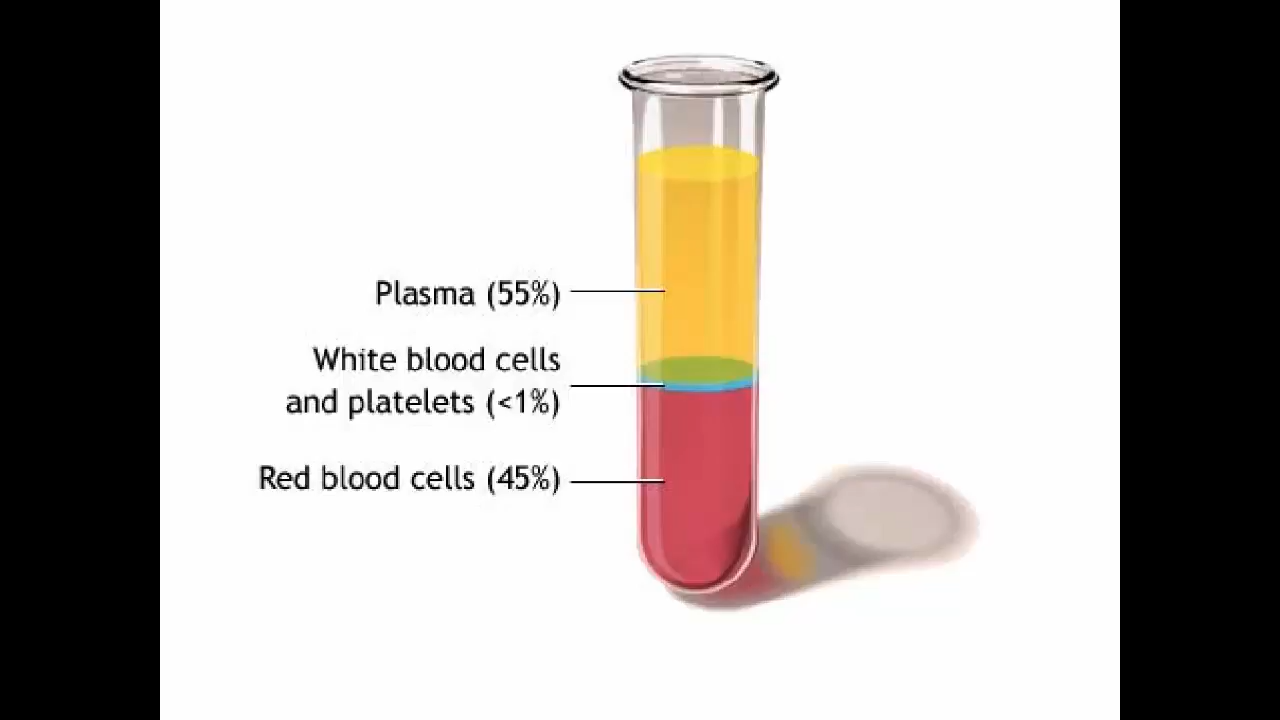 Plasma (55%)
White blood cells
and platelets (<1%)
Red blood cells (45%)